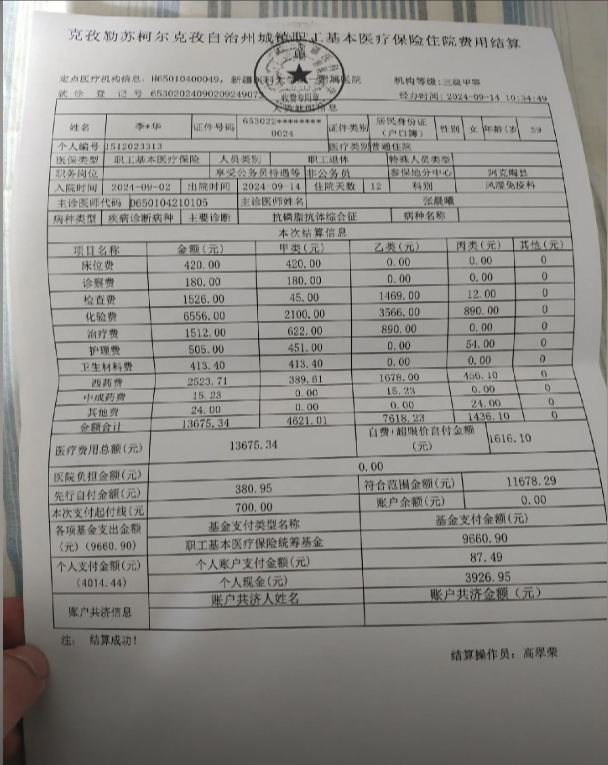 克孜勒苏柯尔克孜自治州城镇职工基本医疗保险住院费用结算
收费专用章
定点医疗机构信息: H65010400049, 新疆医科大学 附属医院 机构等级:三级甲等
就诊登记号 653020240902092490 经办时间:2024-09-14 10:34:49
姓名 李*华 证件号码 653022********0024 证件类别 居民身份证(户口簿) 性别 女 年龄(岁 59
个人编号 1512023313 医疗类别 普通住院
医保类型 职工基本医疗保险 人员类别 职工退休 特殊人员类型
职务岗位 享受公务员待遇等 非公务员 参保地分中心 阿克陶县
入院时间 2024-09-02 出院时间 2024-09-14 住院天数 12 科别 风湿免疫科
主诊医师代码 D650104210105 主诊医师姓名 张晨曦
病种类型 疾病诊断病种 主要诊断 抗磷脂抗体综合征 病种名称
本次结算信息
项目名称 金额(元) 甲类(元) 乙类(元) 丙类(元) 其他(元)
床位费 420.00 420.00 0.00 0.00 0
诊察费 180.00 180.00 0.00 0.00 0
检查费 1526.00 45.00 1469.00 12.00 0
化验费 6556.00 2100.00 3566.00 890.00 0
治疗费 1512.00 622.00 890.00 0.00 0
护理费 505.00 451.00 0.00 54.00 0
卫生材料费 413.40 413.40 0.00 0.00 0
西药费 2523.71 389.61 1678.00 456.10 0
中成药费 15.23 0.00 15.23 0.00 0
其他费 24.00 0.00 0.00 24.00 0
金额合计 13675.34 4621.01 7618.23 1436.10 0
医疗费用总额(元) 13675.34 自费+超限价自付金额(元) 1616.10
医院负担金额(元) 0.00
先行自付金额(元) 380.95 符合范围金额(元) 11678.29
本次支付起付线(元 700.00 账户余额(元) 0.00
各项基金支出金额(元)(9660.90) 基金支付类型名称 基金支付金额(元)
职工基本医疗保险统筹基金 9660.90
个人支付金额(元)(4014.44) 个人账户支付金额(元) 87.49
个人现金(元) 3926.95
账户共济信息 账户共济人姓名 账户共济金额(元)
注: 结算成功!
结算操作员: 高翠荣